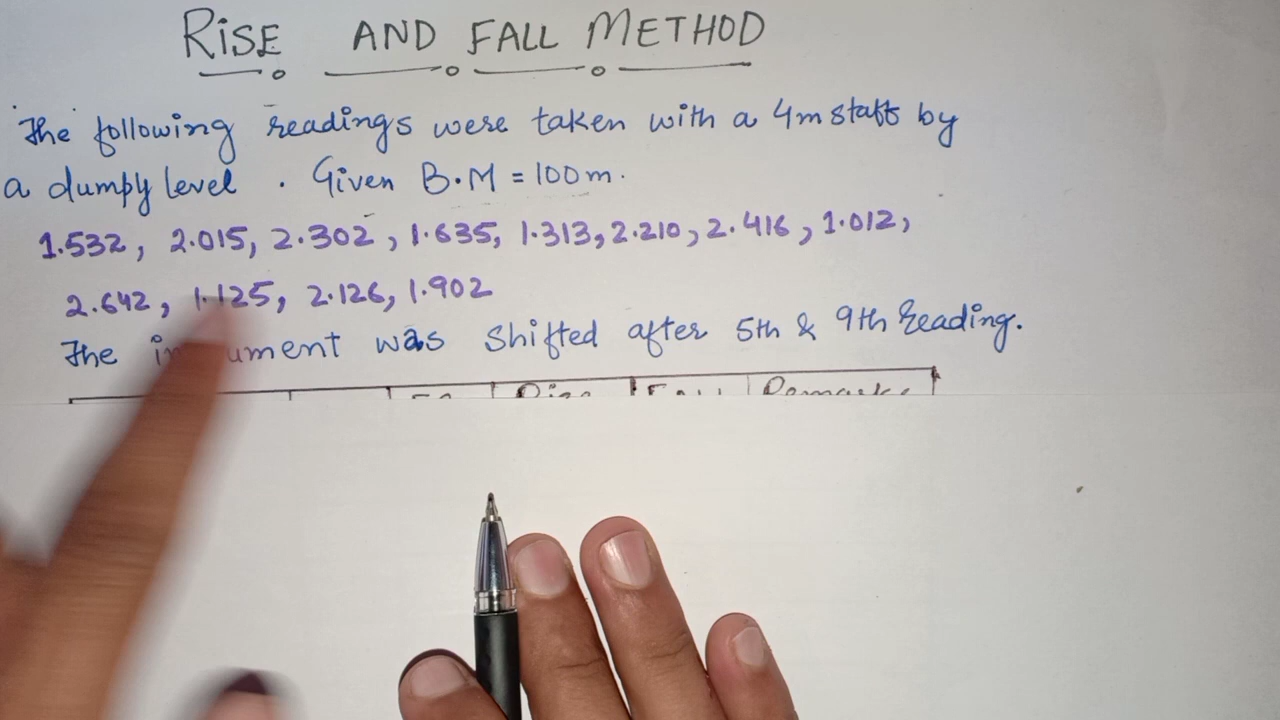 RISE AND FALL METHOD
The following readings were taken with a 4m staff by
a dumpy level . Given B.M = 100m.
1.532, 2.015, 2.302, 1.635, 1.313, 2.210, 2.416, 1.012,
2.642, 1.125, 2.126, 1.902
The was shifted after 5th & 9th reading.
Remarks